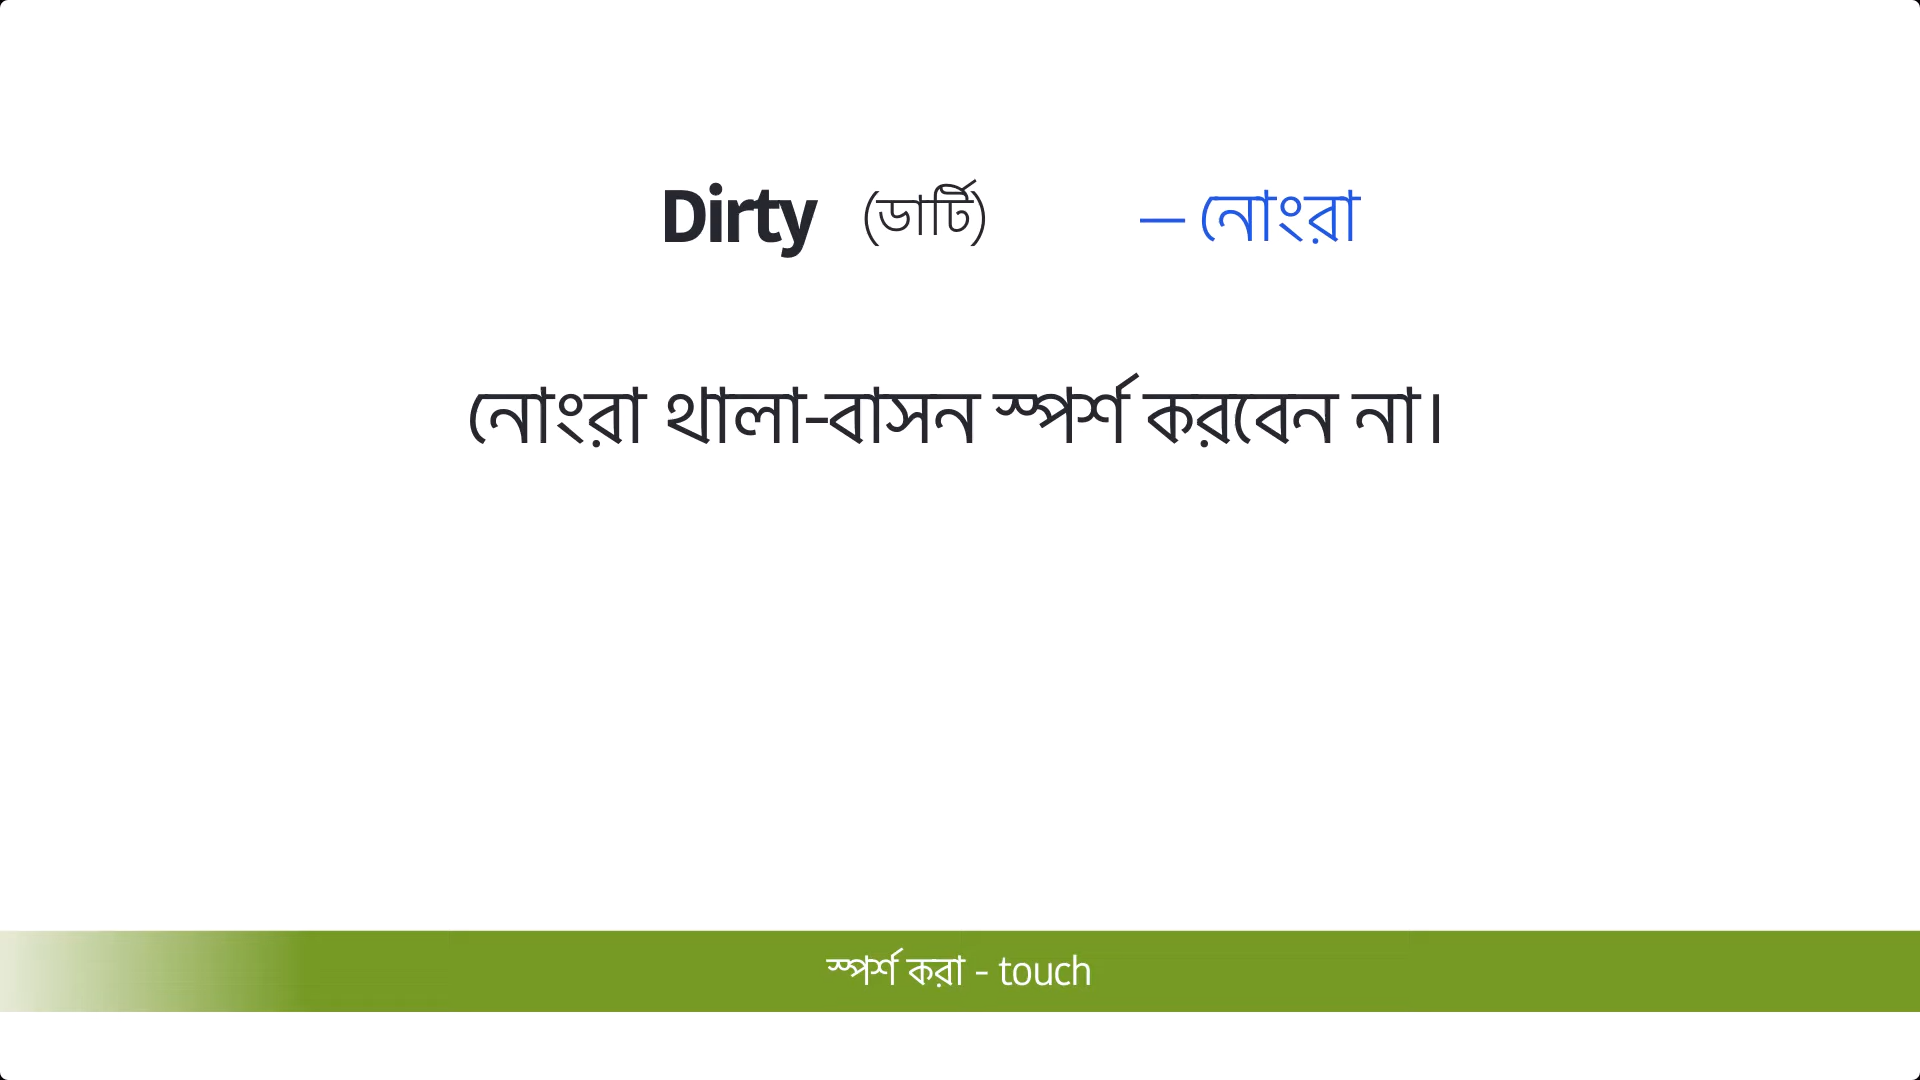 Dirty (ডার্টি) – নোংরা
নোংরা থালা-বাসন স্পর্শ করবেন না।
স্পর্শ করা - touch